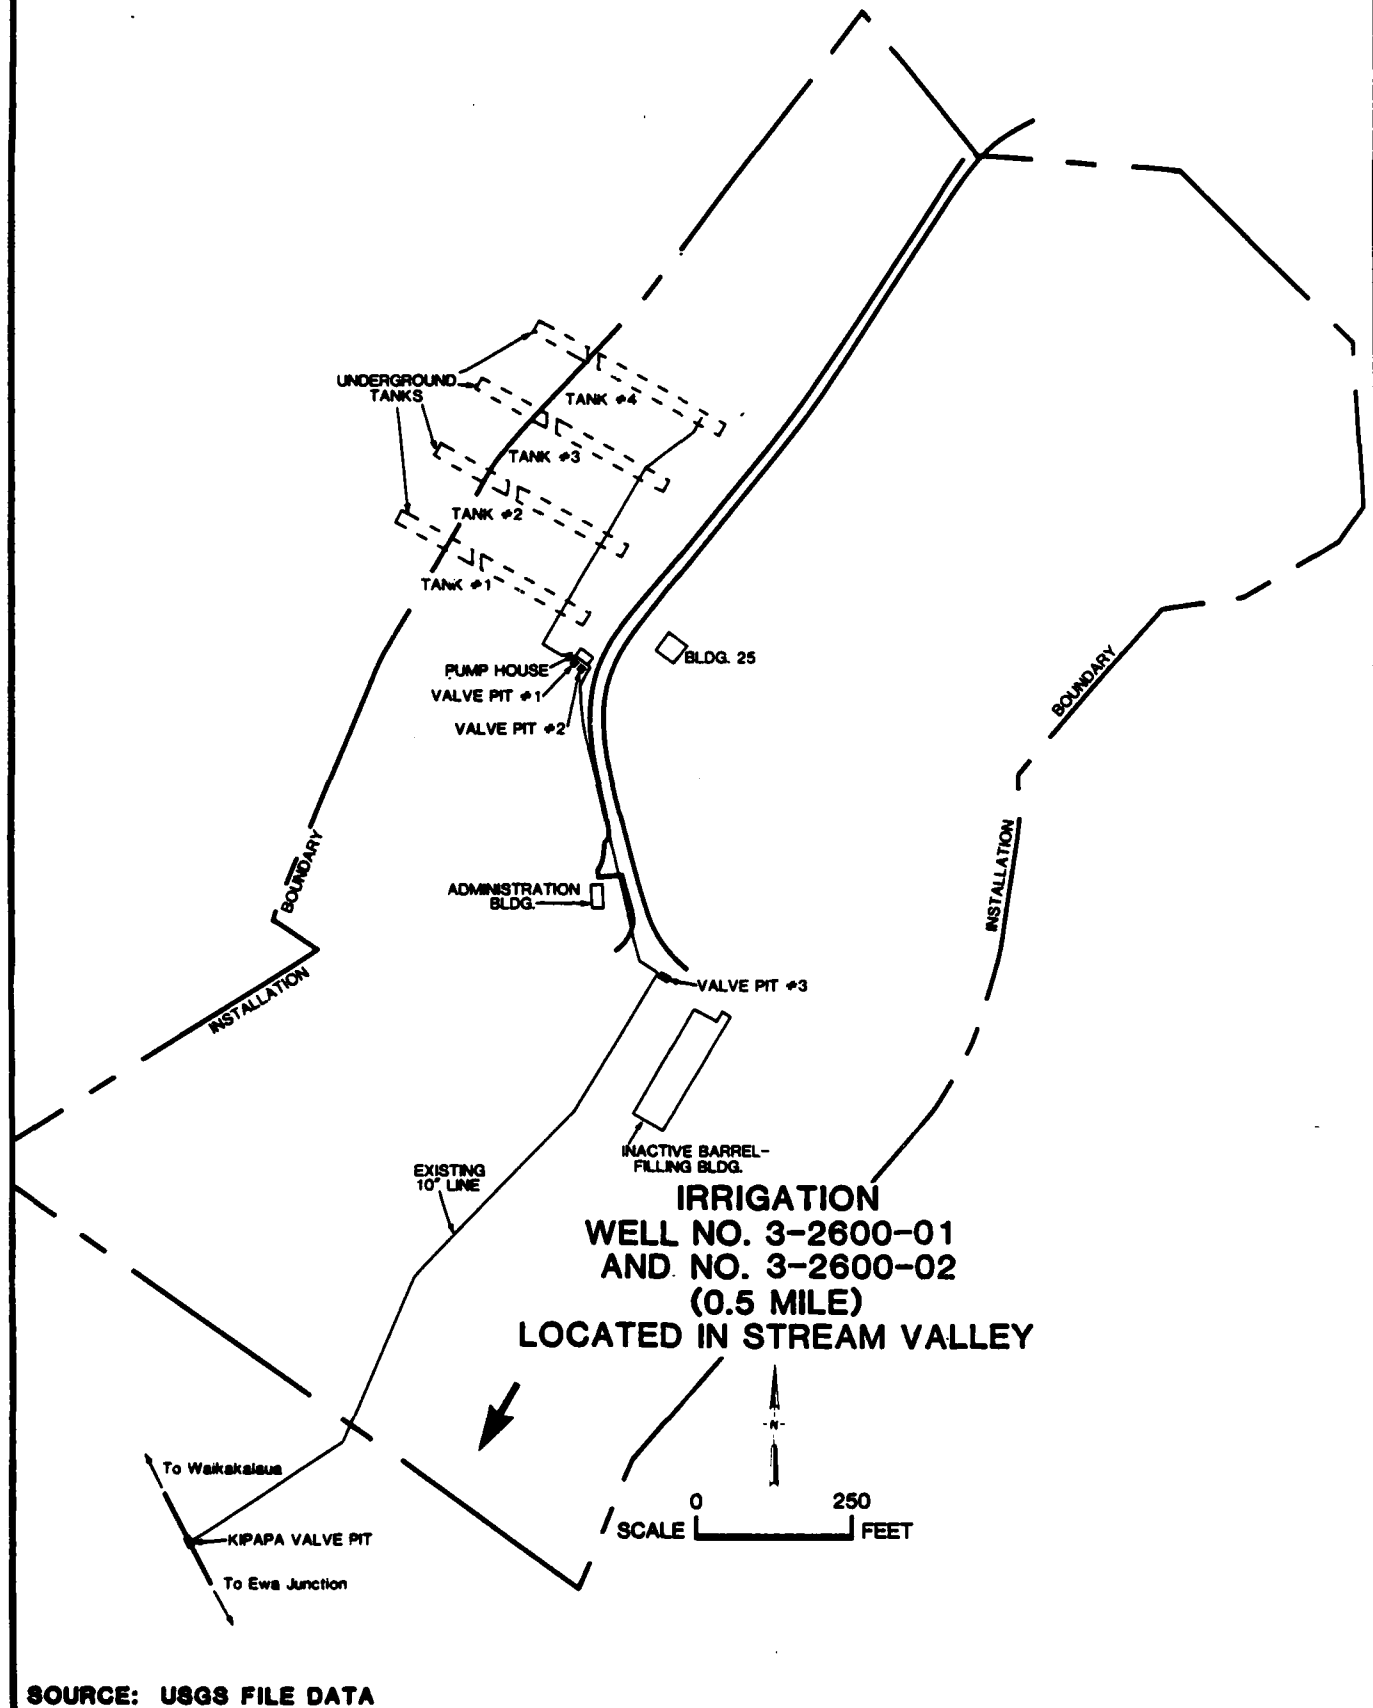 UNDERGROUND
TANKS
TANK #4
TANK #3
TANK #2
TANK #1
PUMP HOUSE
VALVE PIT #1
VALVE PIT #2
BLDG. 25
BOUNDARY
INSTALLATION
BOUNDARY
INSTALLATION
ADMINISTRATION
BLDG.
VALVE PIT #3
INACTIVE BARREL-
FILLING BLDG.
EXISTING
10" LINE
IRRIGATION
WELL NO. 3-2600-01
AND NO. 3-2600-02
(0.5 MILE)
LOCATED IN STREAM VALLEY
N
0 250
SCALE FEET
To Waikakalaua
KIPAPA VALVE PIT
To Ewa Junction
SOURCE: USGS FILE DATA